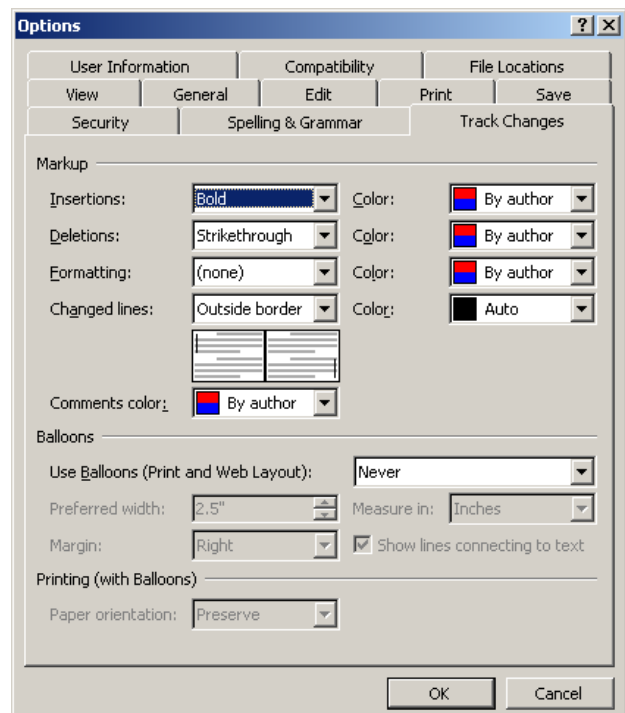 Options
User Information Compatibility File Locations
View General Edit Print Save
Security Spelling & Grammar Track Changes
Markup
Insertions: Bold Color: By author
Deletions: Strikethrough Color: By author
Formatting: (none) Color: By author
Changed lines: Outside border Color: Auto
Comments color: By author
Balloons
Use Balloons (Print and Web Layout): Never
Preferred width: 2.5" Measure in: Inches
Margin: Right Show lines connecting to text
Printing (with Balloons)
Paper orientation: Preserve
OK Cancel